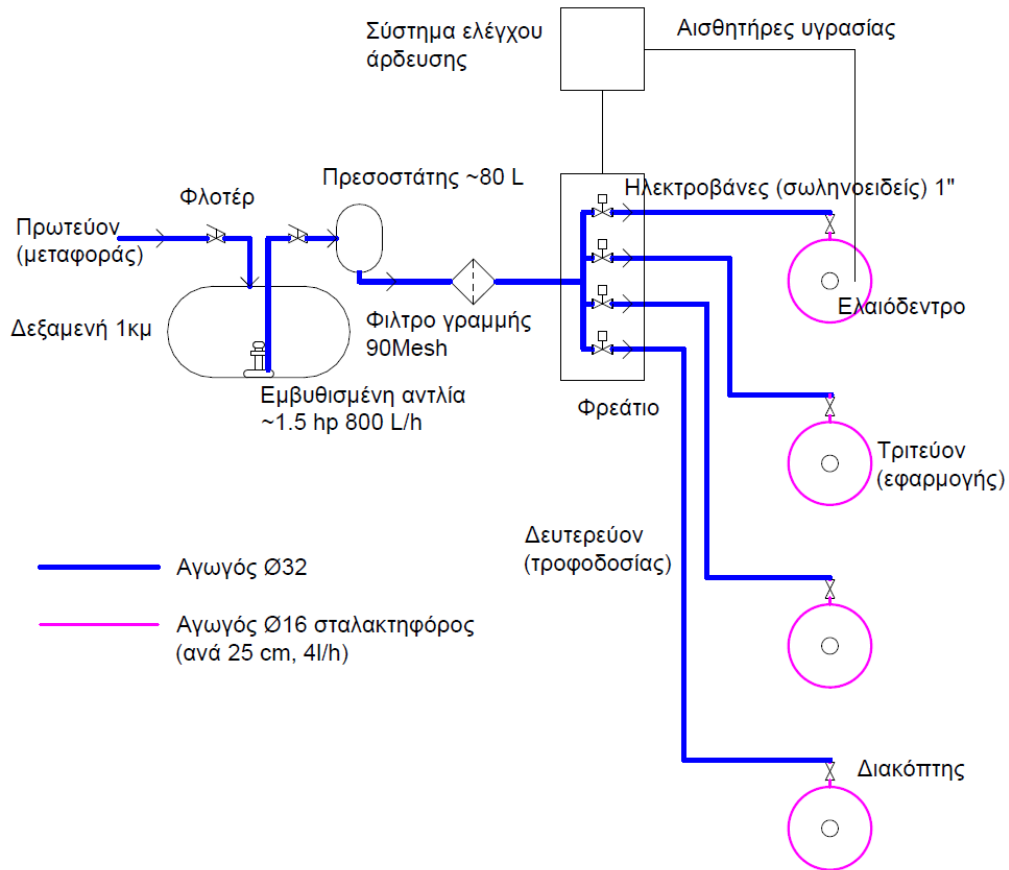 Σύστημα ελέγχου
άρδευσης
Αισθητήρες υγρασίας
Πρεσοστάτης ~80 L
Φλοτέρ
Ηλεκτροβάνες (σωληνοειδείς) 1"
Πρωτεύον
(μεταφοράς)
Δεξαμενή 1κμ
Φιλτρο γραμμής
90Mesh
Ελαιόδεντρο
Εμβυθισμένη αντλία
~1.5 hp 800 L/h
Φρεάτιο
Τριτεύον
(εφαρμογής)
Δευτερεύον
(τροφοδοσίας)
Αγωγός Ø32
Αγωγός Ø16 σταλακτηφόρος
(ανά 25 cm, 4l/h)
Διακόπτης